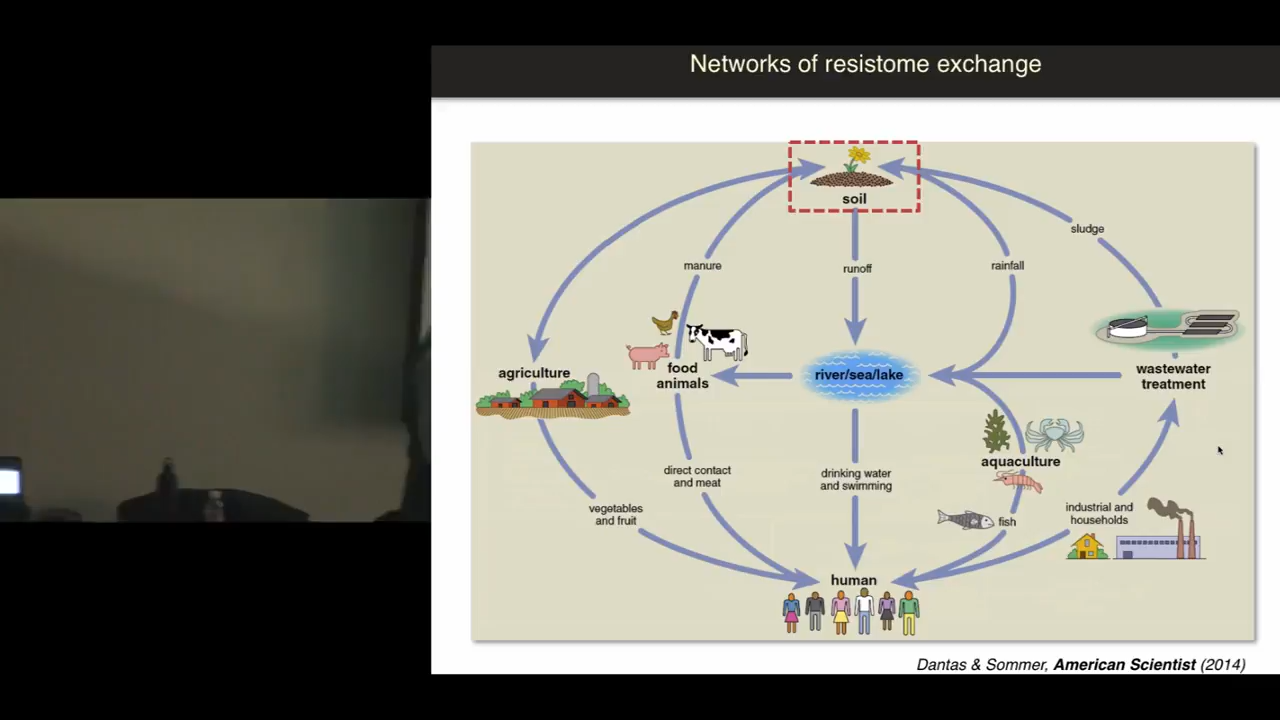 Networks of resistome exchange
soil
sludge
manure
runoff
rainfall
agriculture
food
animals
river/sea/lake
wastewater
treatment
aquaculture
direct contact
and meat
drinking water
and swimming
vegetables
and fruit
fish
industrial and
households
human
Dantas & Sommer, American Scientist (2014)